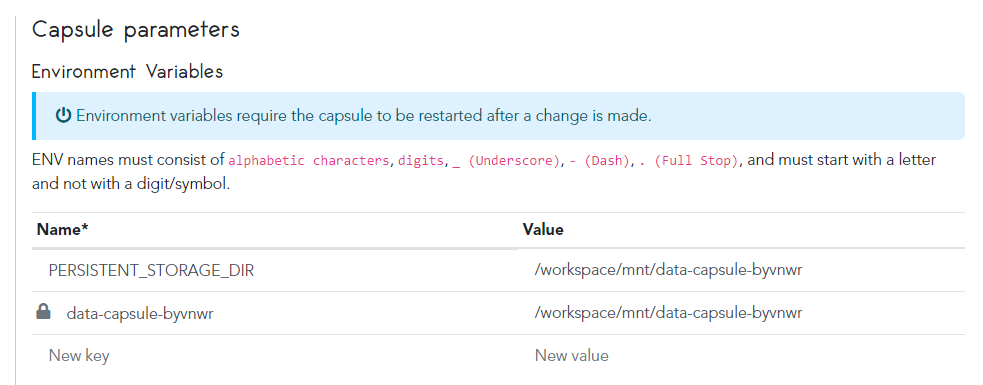 Capsule parameters
Environment Variables
Environment variables require the capsule to be restarted after a change is made.
ENV names must consist of alphabetic characters, digits, _ (Underscore), - (Dash), . (Full Stop), and must start with a letter
and not with a digit/symbol.
Name* Value
PERSISTENT_STORAGE_DIR /workspace/mnt/data-capsule-byvnwr
data-capsule-byvnwr /workspace/mnt/data-capsule-byvnwr
New key New value